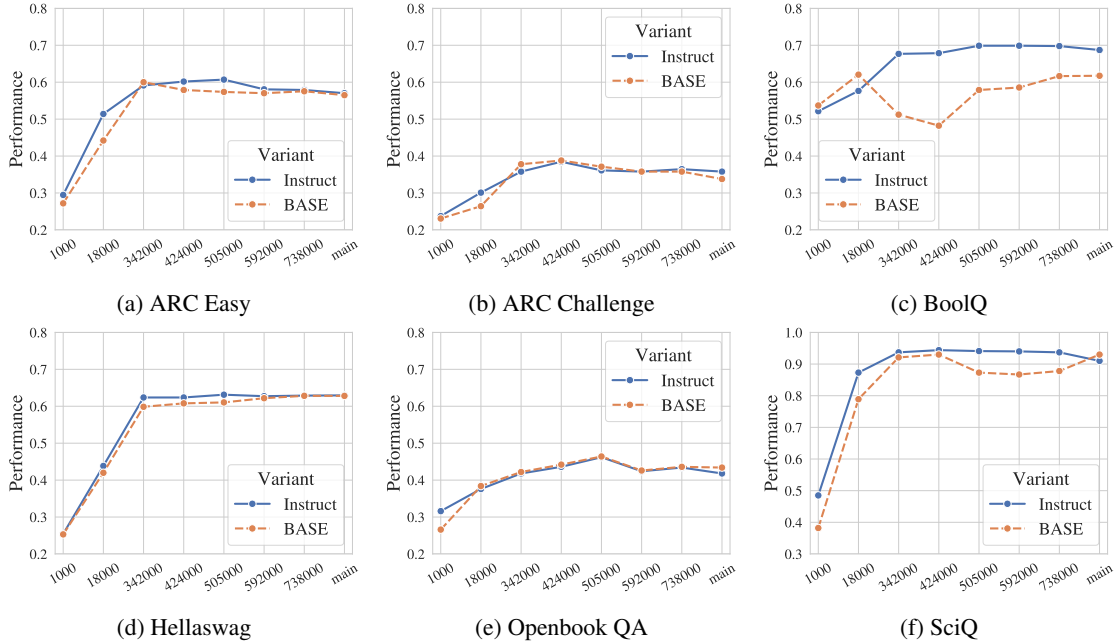 0.8
0.7
0.6
0.5
0.4
0.3
0.2
Performance
Variant
Instruct
BASE
1000
18000
342000
424000
505000
592000
738000
main
(a) ARC Easy
0.8
0.7
0.6
0.5
0.4
0.3
0.2
Performance
Variant
Instruct
BASE
1000
18000
342000
424000
505000
592000
738000
main
(b) ARC Challenge
0.8
0.7
0.6
0.5
0.4
0.3
0.2
Performance
Variant
Instruct
BASE
1000
18000
342000
424000
505000
592000
738000
main
(c) BoolQ
0.8
0.7
0.6
0.5
0.4
0.3
0.2
Performance
Variant
Instruct
BASE
1000
18000
342000
424000
505000
592000
738000
main
(d) Hellaswag
0.8
0.7
0.6
0.5
0.4
0.3
0.2
Performance
Variant
Instruct
BASE
1000
18000
342000
424000
505000
592000
738000
main
(e) Openbook QA
1.0
0.9
0.8
0.7
0.6
0.5
0.4
0.3
Performance
Variant
Instruct
BASE
1000
18000
342000
424000
505000
592000
738000
main
(f) SciQ